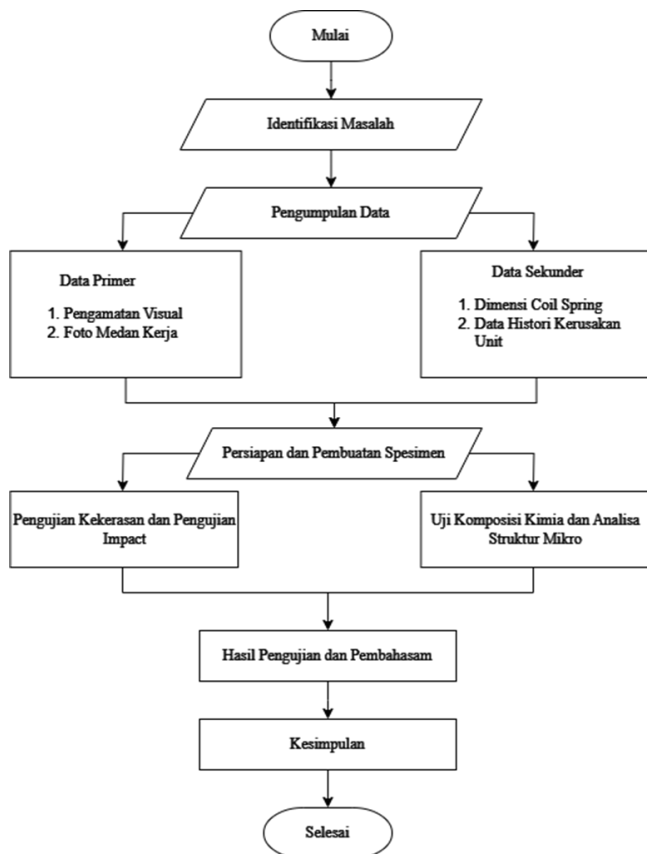 Mulai
Identifikasi Masalah
Pengumpulan Data
Data Primer
1. Pengamatan Visual
2. Foto Medan Kerja
Data Sekunder
1. Dimensi Coil Spring
2. Data Histori Kerusakan
Unit
Persiapan dan Pembuatan Spesimen
Pengujian Kekerasan dan Pengujian
Impact
Uji Komposisi Kimia dan Analisa
Struktur Mikro
Hasil Pengujian dan Pembahasam
Kesimpulan
Selesai